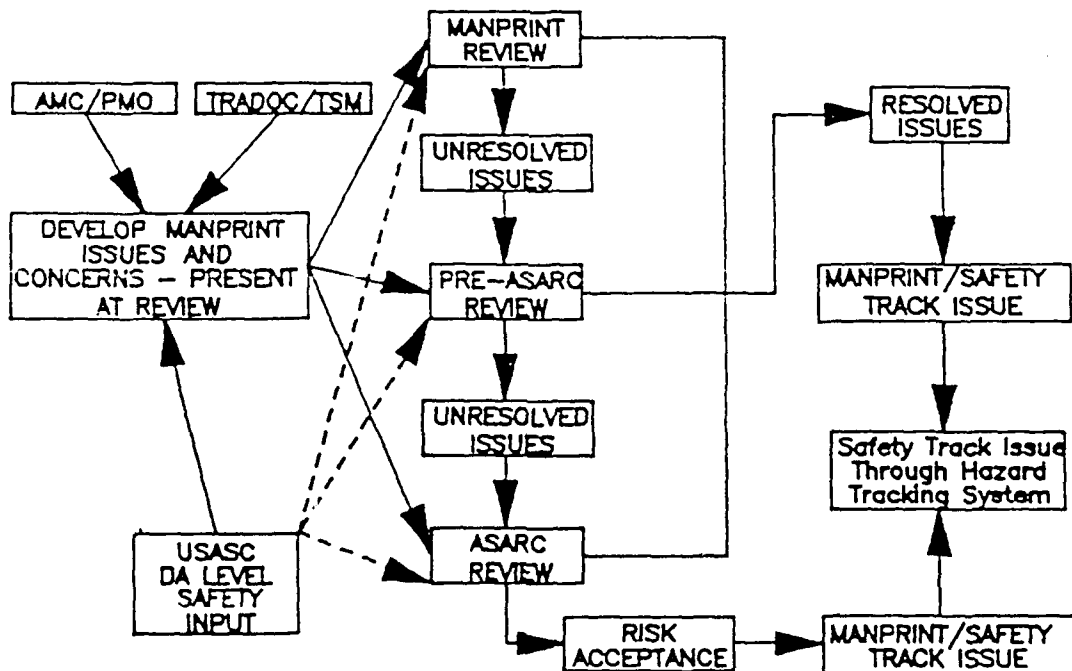 MANPRINT
REVIEW
AMC/PMO
TRADOC/TSM
RESOLVED
ISSUES
UNRESOLVED
ISSUES
DEVELOP MANPRINT
ISSUES AND
CONCERNS – PRESENT
AT REVIEW
PRE-ASARC
REVIEW
MANPRINT/SAFETY
TRACK ISSUE
UNRESOLVED
ISSUES
Safety Track Issue
Through Hazard
Tracking System
USASC
DA LEVEL
SAFETY
INPUT
ASARC
REVIEW
RISK
ACCEPTANCE
MANPRINT/SAFETY
TRACK ISSUE